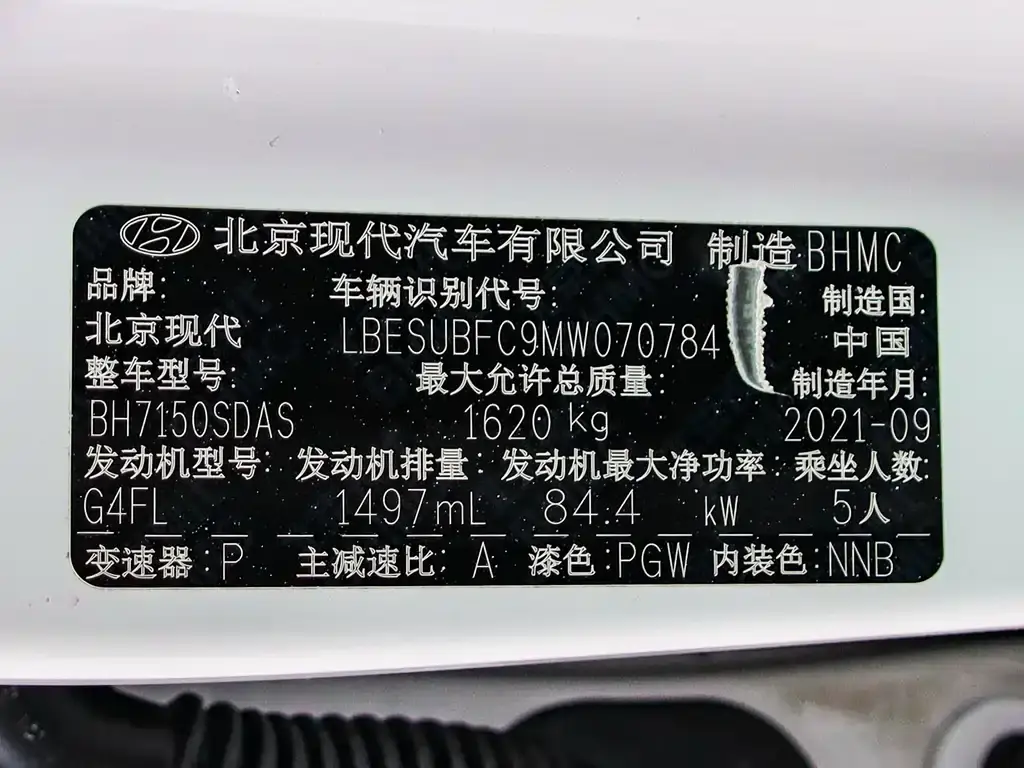 北京现代汽车有限公司 制造 BHMC
品牌: 车辆识别代号: 制造国:
北京现代 LBESUBFC9MW070784 中国
整车型号: 最大允许总质量: 制造年月:
BH7150SDAS 1620 kg 2021-09
发动机型号: 发动机排量: 发动机最大净功率: 乘坐人数:
G4FL 1497mL 84.4 kW 5人
变速器:P 主减速比: A 漆色:PGW 内装色:NNB